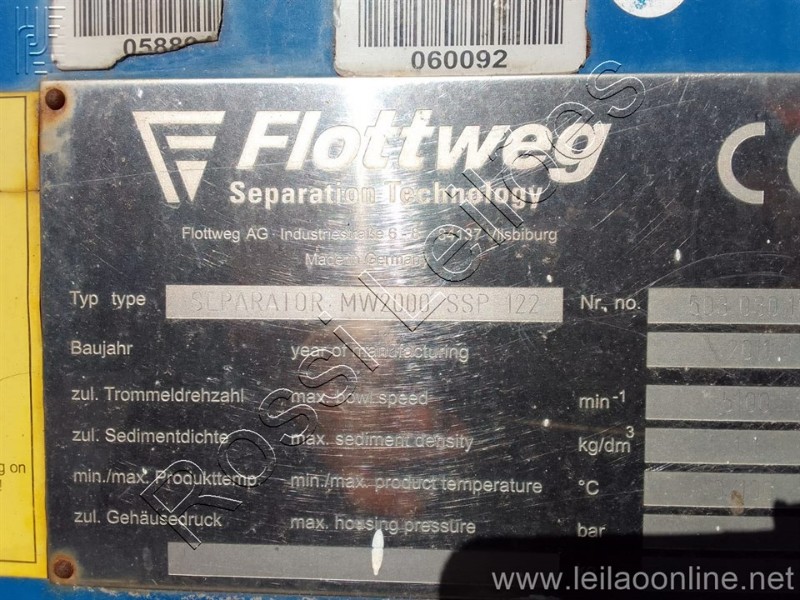 060092
Flottweg
Separation Technology
Flottweg AG · Industriestraße 6 - 8 Vilsbiburg
Made in Germany
Typ type SEPARATOR MW2000 SSP 122 Nr. no.
Baujahr year of manufacturing
zul. Trommeldrehzahl max. bowl speed min-1
zul. Sedimentdichte max. sediment density kg/dm3
min./max. Produkttemp. min./max. product temperature °C
zul. Gehäusedruck max. housing pressure bar
on
Rossi Leilões
www.leilaoonline.net